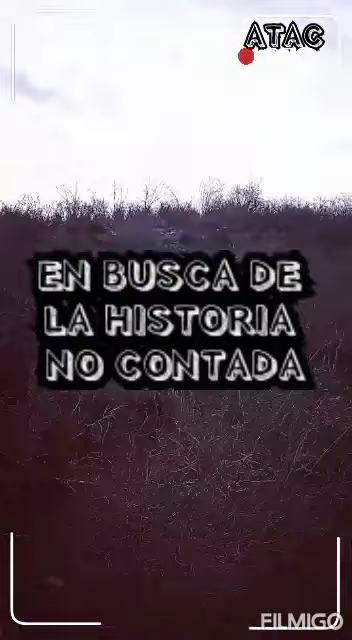 ATAC
EN BUSCA DE
LA HISTORIA
NO CONTADA
FILMIGO